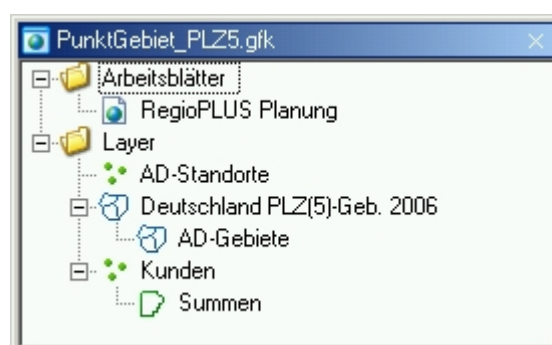 PunktGebiet_PLZ5.gfk
Arbeitsblätter
RegioPLUS Planung
Layer
AD-Standorte
Deutschland PLZ(5)-Geb. 2006
AD-Gebiete
Kunden
Summen